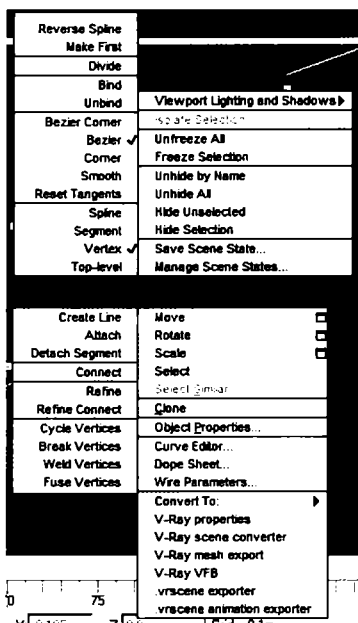 Reverse Spline
Make First
Divide
Bind
Unbind
Bezier Corner
Bezier ✓
Corner
Smooth
Reset Tangents
Spline
Segment
Vertex ✓
Top-level
Viewport Lighting and Shadows
Isolate Selection
Unfreeze All
Freeze Selection
Unhide by Name
Unhide All
Hide Unselected
Hide Selection
Save Scene State...
Manage Scene States...
Create Line
Attach
Detach Segment
Connect
Refine
Refine Connect
Cycle Vertices
Break Vertices
Weld Vertices
Fuse Vertices
Move
Rotate
Scale
Select
Select Similar
Clone
Object Properties...
Curve Editor...
Dope Sheet...
Wire Parameters...
Convert To:
V-Ray properties
V-Ray scene converter
V-Ray mesh export
V-Ray VFB
.vrscene exporter
.vrscene animation exporter
75